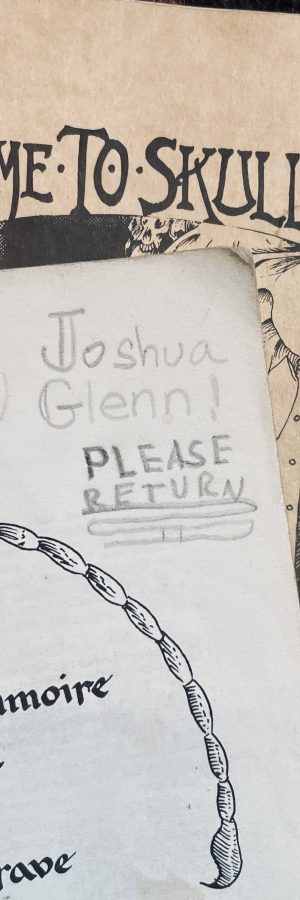 ME·TO·SKULL
Joshua
Glenn!
PLEASE
RETURN
moire
rave